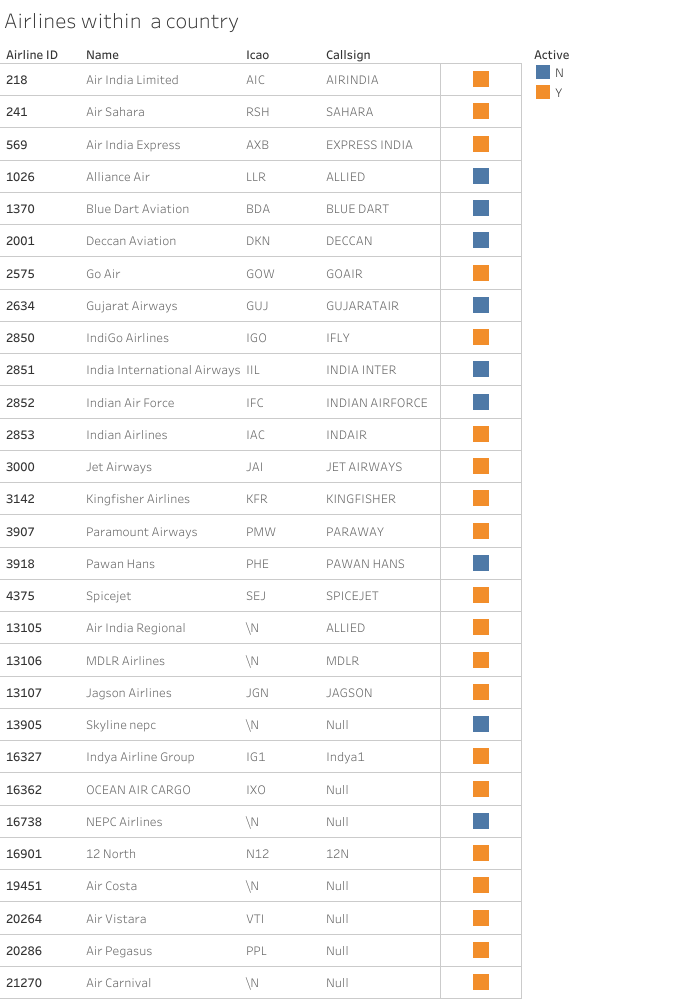 Airlines within a country
Airline ID Name Icao Callsign Active
218 Air India Limited AIC AIRINDIA N
241 Air Sahara RSH SAHARA Y
569 Air India Express AXB EXPRESS INDIA
1026 Alliance Air LLR ALLIED
1370 Blue Dart Aviation BDA BLUE DART
2001 Deccan Aviation DKN DECCAN
2575 Go Air GOW GOAIR
2634 Gujarat Airways GUJ GUJARATAIR
2850 IndiGo Airlines IGO IFLY
2851 India International Airways IIL INDIA INTER
2852 Indian Air Force IFC INDIAN AIRFORCE
2853 Indian Airlines IAC INDAIR
3000 Jet Airways JAI JET AIRWAYS
3142 Kingfisher Airlines KFR KINGFISHER
3907 Paramount Airways PMW PARAWAY
3918 Pawan Hans PHE PAWAN HANS
4375 Spicejet SEJ SPICEJET
13105 Air India Regional \N ALLIED
13106 MDLR Airlines \N MDLR
13107 Jagson Airlines JGN JAGSON
13905 Skyline nepc \N Null
16327 Indya Airline Group IG1 Indya1
16362 OCEAN AIR CARGO IXO Null
16738 NEPC Airlines \N Null
16901 12 North N12 12N
19451 Air Costa \N Null
20264 Air Vistara VTI Null
20286 Air Pegasus PPL Null
21270 Air Carnival \N Null